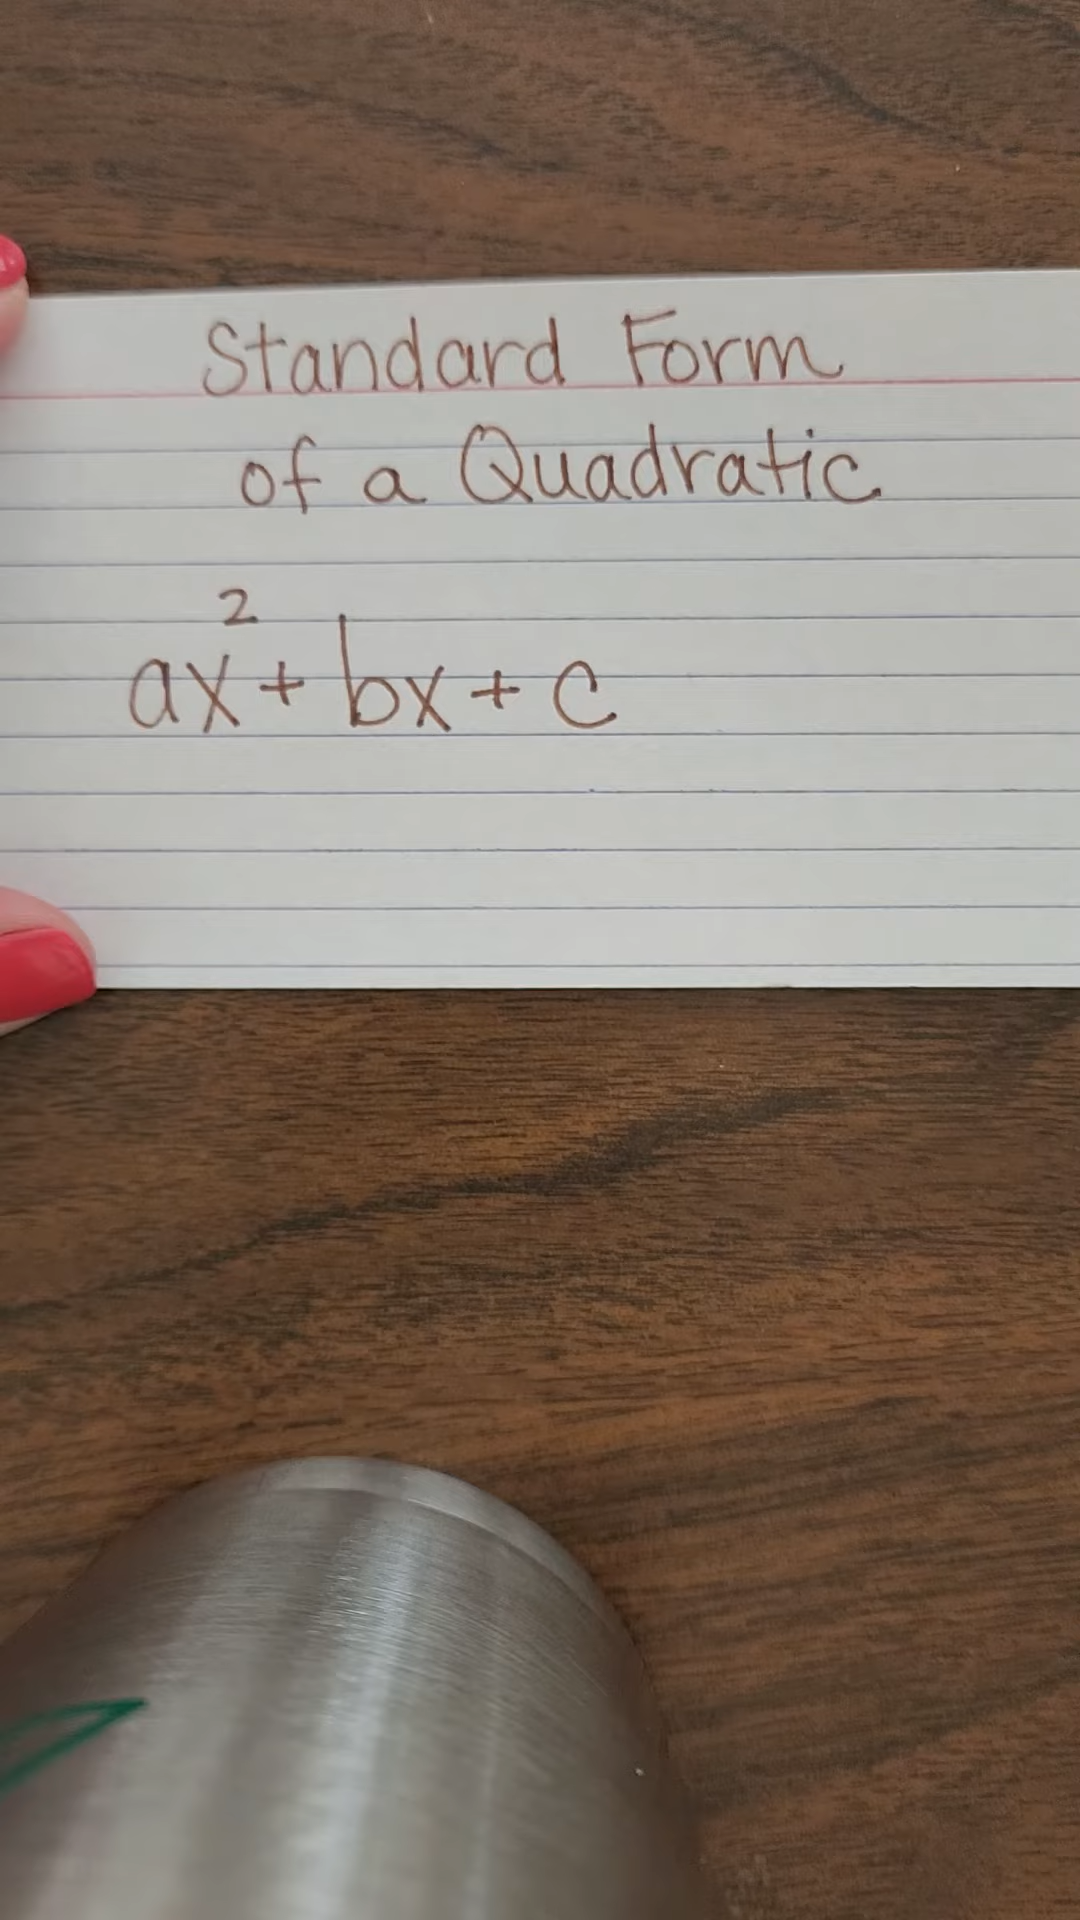 Standard Form
of a Quadratic
ax² + bx + c